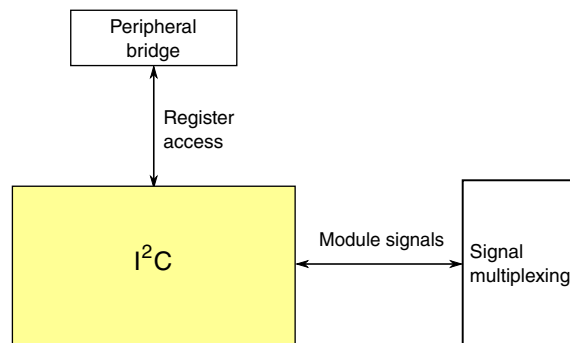 Peripheral
bridge
Register
access
I²C
Module signals
Signal
multiplexing